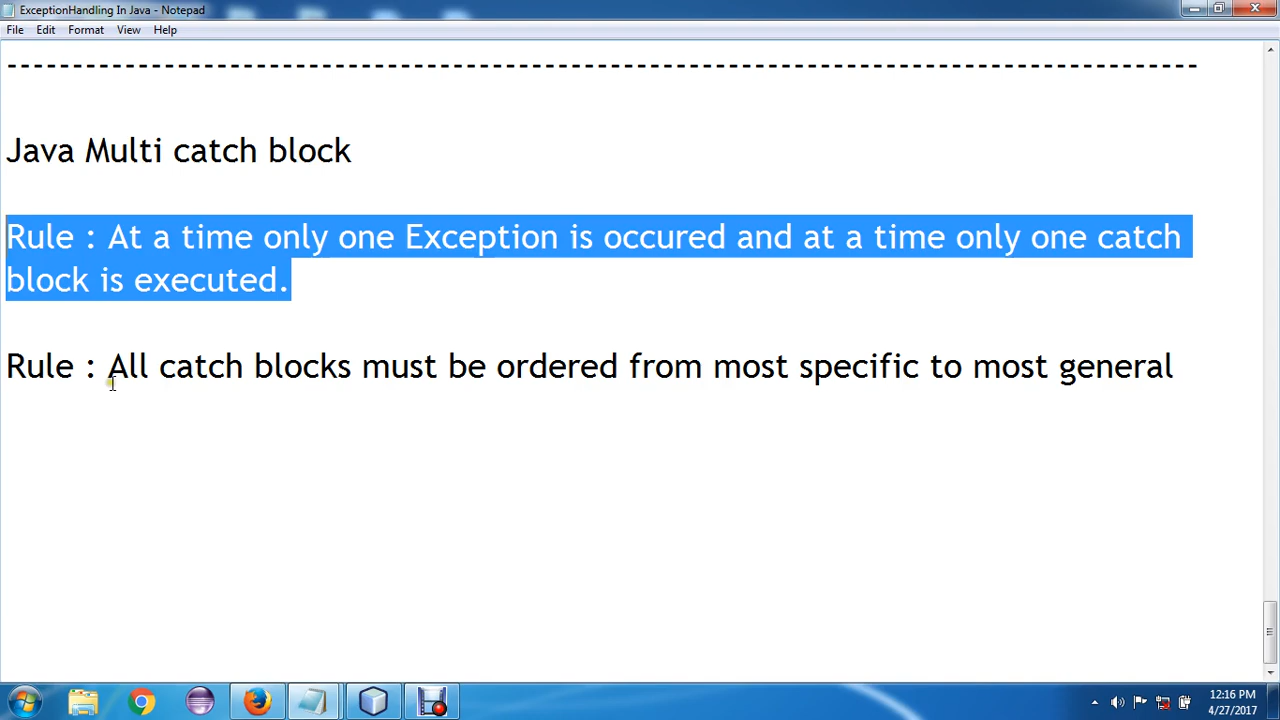 ExceptionHandling In Java - Notepad
File Edit Format View Help
--------------------------------------------------------------------------------------------
Java Multi catch block
Rule : At a time only one Exception is occured and at a time only one catch
block is executed.
Rule : All catch blocks must be ordered from most specific to most general
12:16 PM
4/27/2017